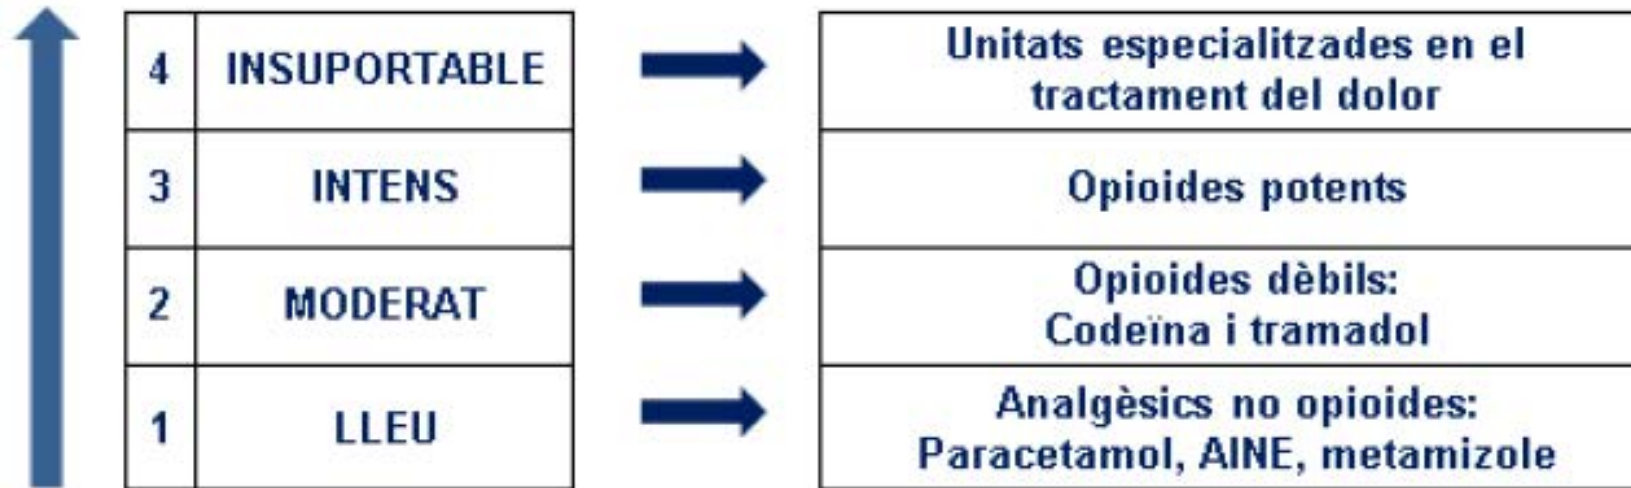 4 INSUPORTABLE
Unitats especialitzades en el
tractament del dolor
3 INTENS
Opioides potents
2 MODERAT
Opioides dèbils:
Codeïna i tramadol
1 LLEU
Analgèsics no opioides:
Paracetamol, AINE, metamizole